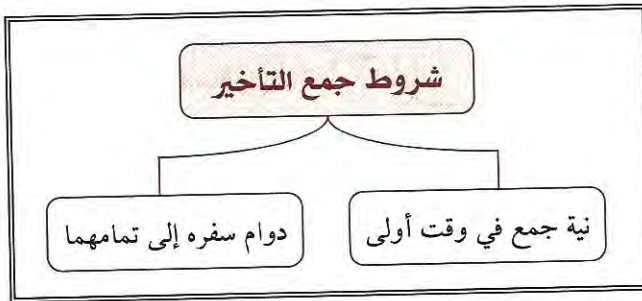 شروط جمع التأخير
نية جمع في وقت أولى
دوام سفره إلى تمامهما